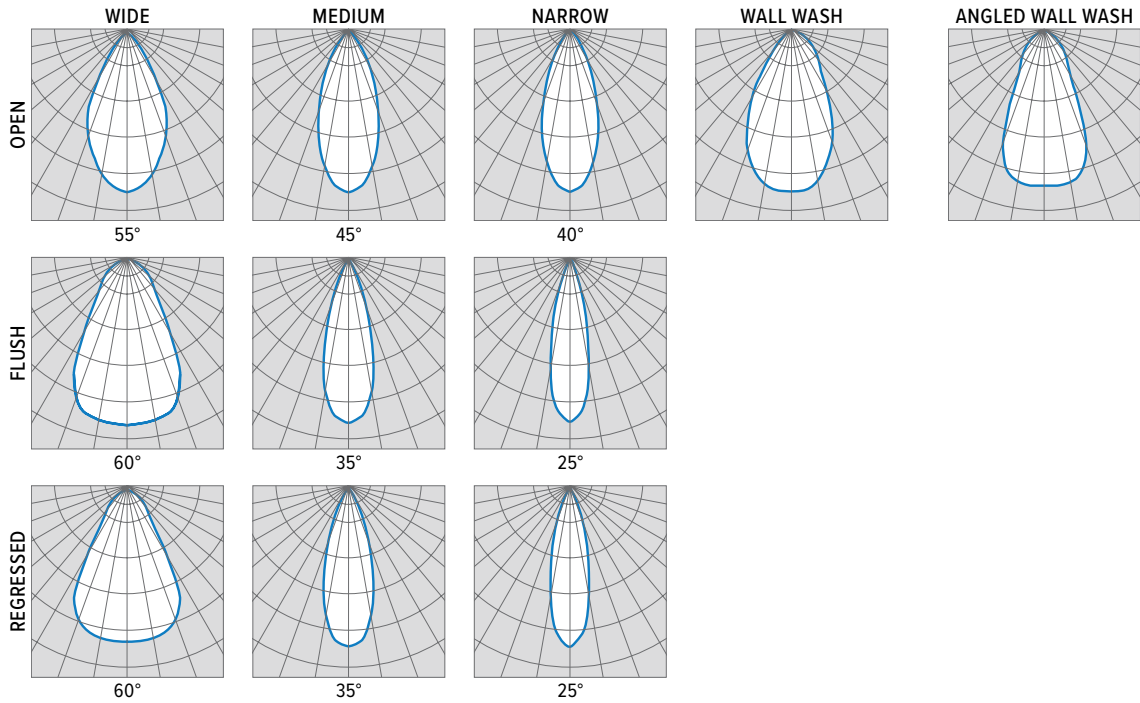 WIDE
MEDIUM
NARROW
WALL WASH
ANGLED WALL WASH
OPEN
55°
45°
40°
FLUSH
60°
35°
25°
REGRESSED
60°
35°
25°